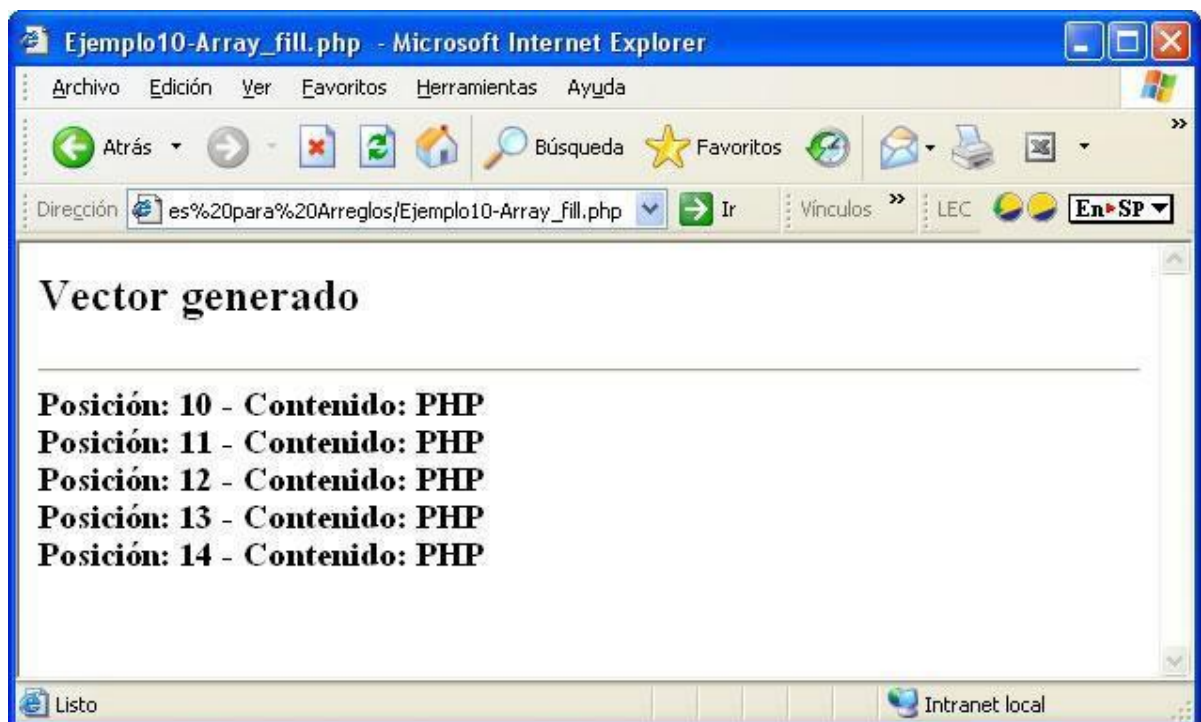 Ejemplo10-Array_fill.php - Microsoft Internet Explorer
Archivo Edición Ver Favoritos Herramientas Ayuda
Atrás Búsqueda Favoritos »
Dirección es%20para%20Arreglos/Ejemplo10-Array_fill.php Ir Vínculos » LEC En▸SP
Vector generado
Posición: 10 - Contenido: PHP
Posición: 11 - Contenido: PHP
Posición: 12 - Contenido: PHP
Posición: 13 - Contenido: PHP
Posición: 14 - Contenido: PHP
Listo Intranet local